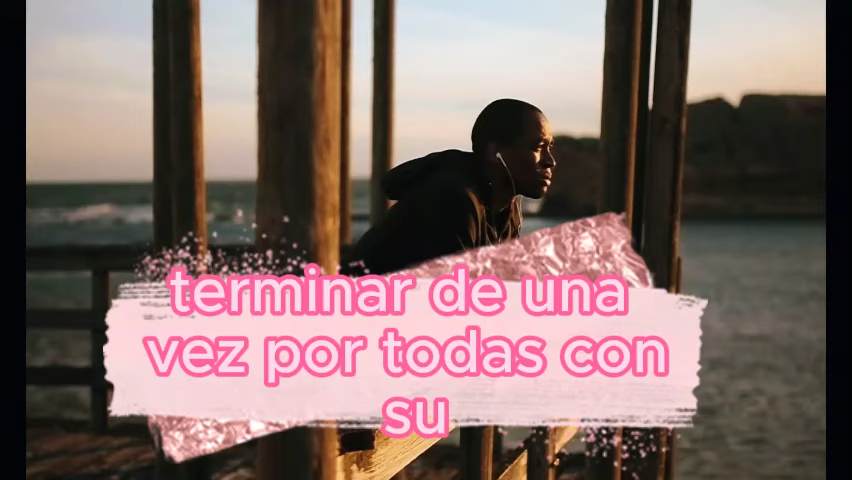 terminar de una
vez por todas con
su